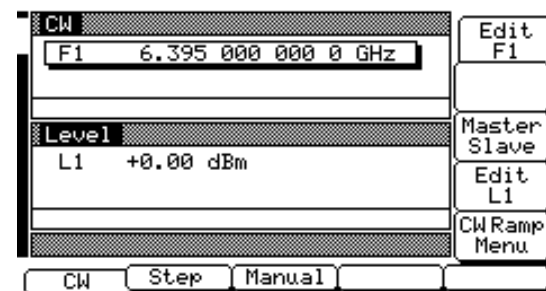 CW
F1 6.395 000 000 0 GHz
Level
L1 +0.00 dBm
Edit
F1
Master
Slave
Edit
L1
CW Ramp
Menu
CW Step Manual